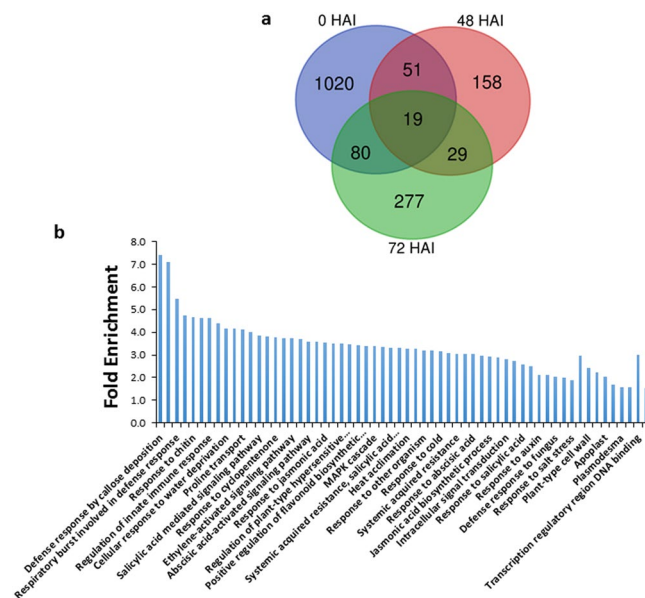 a
0 HAI
48 HAI
1020
51
158
19
80
29
277
72 HAI
b
Fold Enrichment
8.0
7.0
6.0
5.0
4.0
3.0
2.0
1.0
0.0
Defense response by callose deposition
Respiratory burst involved in defense response
Response to chitin
Regulation of innate immune response
Cellular response to water deprivation
Proline transport
Salicylic acid mediated signaling pathway
Response to cyclopentenone
Ethylene-activated signaling pathway
Abscisic acid-activated signaling pathway
Response to jasmonic acid
Regulation of plant-type hypersensitive...
Positive regulation of flavonoid biosynthetic...
MAPK cascade
Systemic acquired resistance, salicylic acid...
Heat acclimation
Response to other organism
Response to cold
Systemic acquired resistance
Response to abscisic acid
Jasmonic acid biosynthetic process
Intracellular signal transduction
Response to salicylic acid
Response to auxin
Defense response to fungus
Response to salt stress
Plant-type cell wall
Apoplast
Plasmodesma
Transcription regulatory region DNA binding